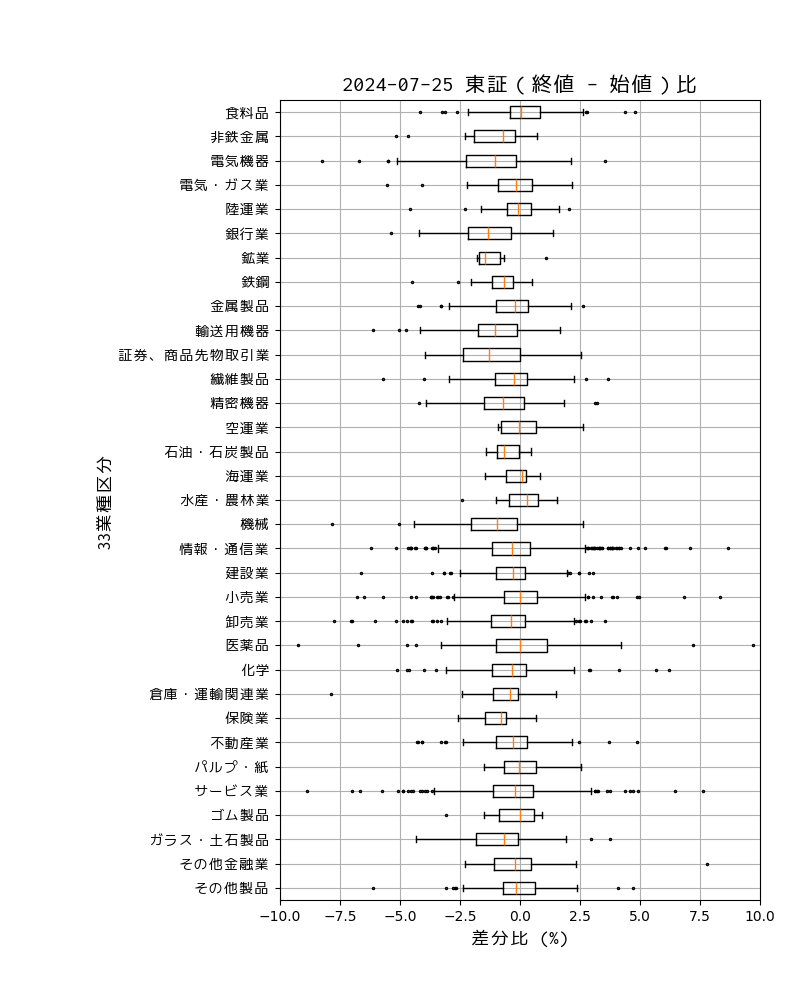 2024-07-25 東証 ( 終値 - 始値 ) 比
食料品
非鉄金属
電気機器
電気・ガス業
陸運業
銀行業
鉱業
鉄鋼
金属製品
輸送用機器
証券、商品先物取引業
繊維製品
精密機器
空運業
石油・石炭製品
海運業
水産・農林業
機械
情報・通信業
建設業
小売業
卸売業
医薬品
化学
倉庫・運輸関連業
保険業
不動産業
パルプ・紙
サービス業
ゴム製品
ガラス・土石製品
その他金融業
その他製品
33業種区分
−10.0 −7.5 −5.0 −2.5 0.0 2.5 5.0 7.5 10.0
差分比 (%)